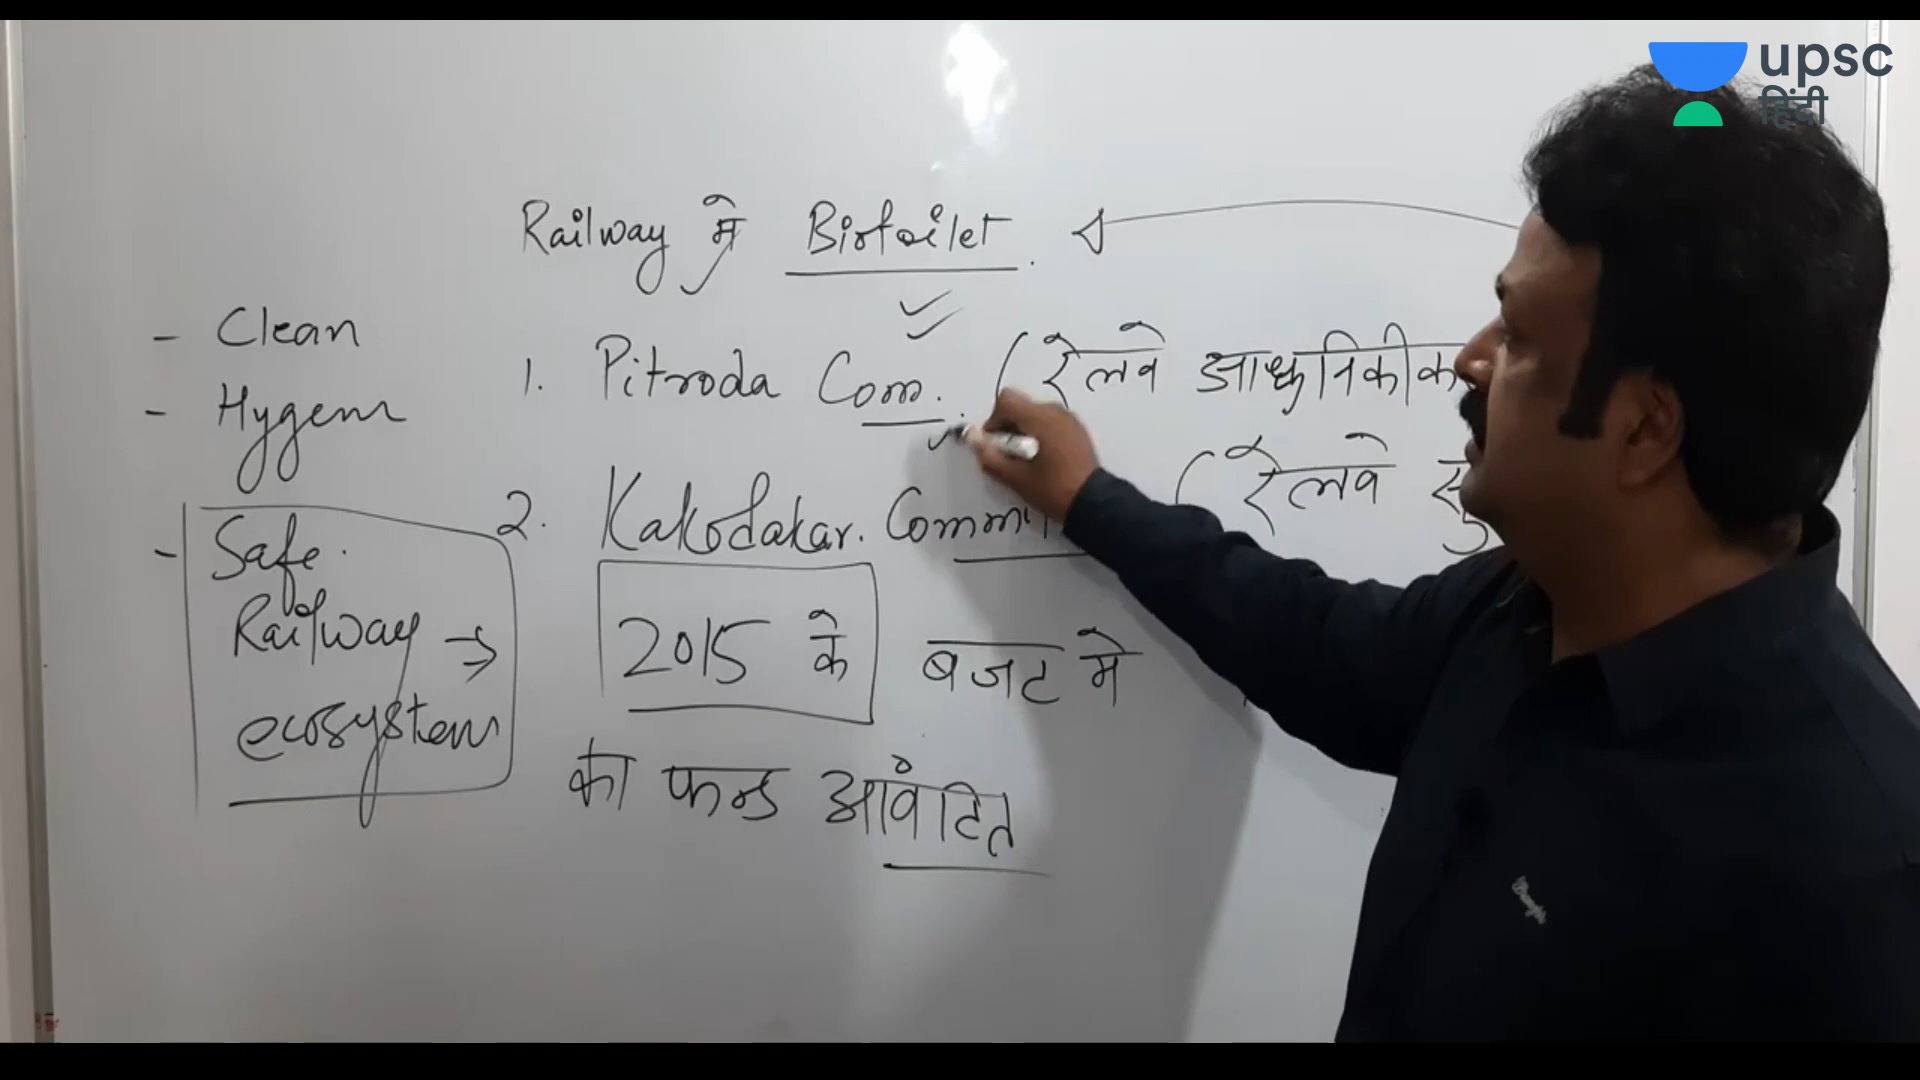 upsc
हिंदी
Railway में Biotoilet
- Clean
- Hygene
- Safe.
Railway →
ecosystem
1. Pitroda Com. (रेलवे आधुनिकीक
2. Kakodakar. Commi (रेलवे सु
2015 के बजट मे
का फन्ड आवंटित